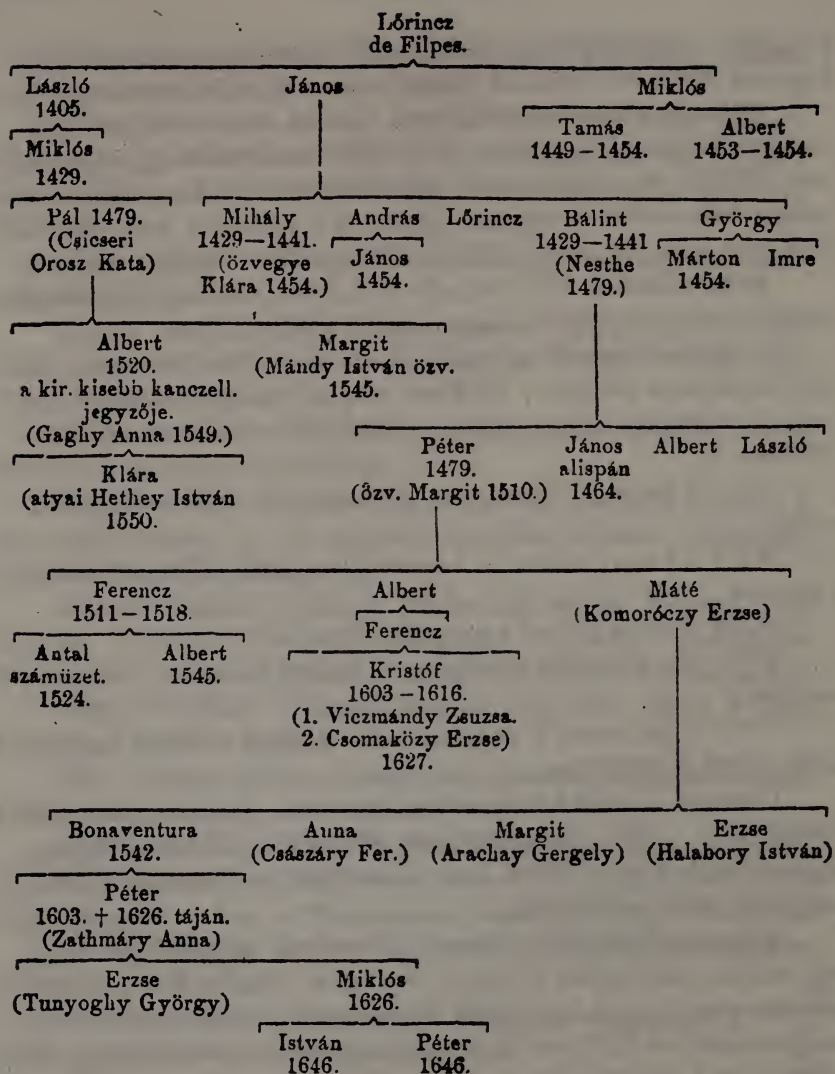 Lőrincz
de Filpes.
László János Miklós
1405.
Tamás Albert
Miklós 1449–1454. 1453–1454.
1429.
Pál 1479. Mihály András Lőrincz Bálint György
(Csicseri 1429–1441. 1429–1441
Orosz Kata) (özvegye János (Nesthe Márton Imre
Klára 1454.) 1454. 1479.) 1454.
Albert Margit
1520. (Mándy István özv.
a kir. kisebb kanczell. 1545.
jegyzője.
(Gaghy Anna 1549.) Péter János Albert László
1479. alispán
Klára (özv. Margit 1510.) 1464.
(atyai Hethey István
1550.
Ferencz Albert Máté
1511–1518. (Komoróczy Erzse)
Ferencz
Antal Albert
számüzet. 1545. Kristóf
1524. 1603–1616.
(1. Viczmándy Zsuzsa.
2. Csomaközy Erzse)
1627.
Bonaventura Anna Margit Erzse
1542. (Császáry Fer.) (Arachay Gergely) (Halabory István)
Péter
1603. † 1626. táján.
(Zathmáry Anna)
Erzse Miklós
(Tunyoghy György) 1626.
István Péter
1646. 1646.